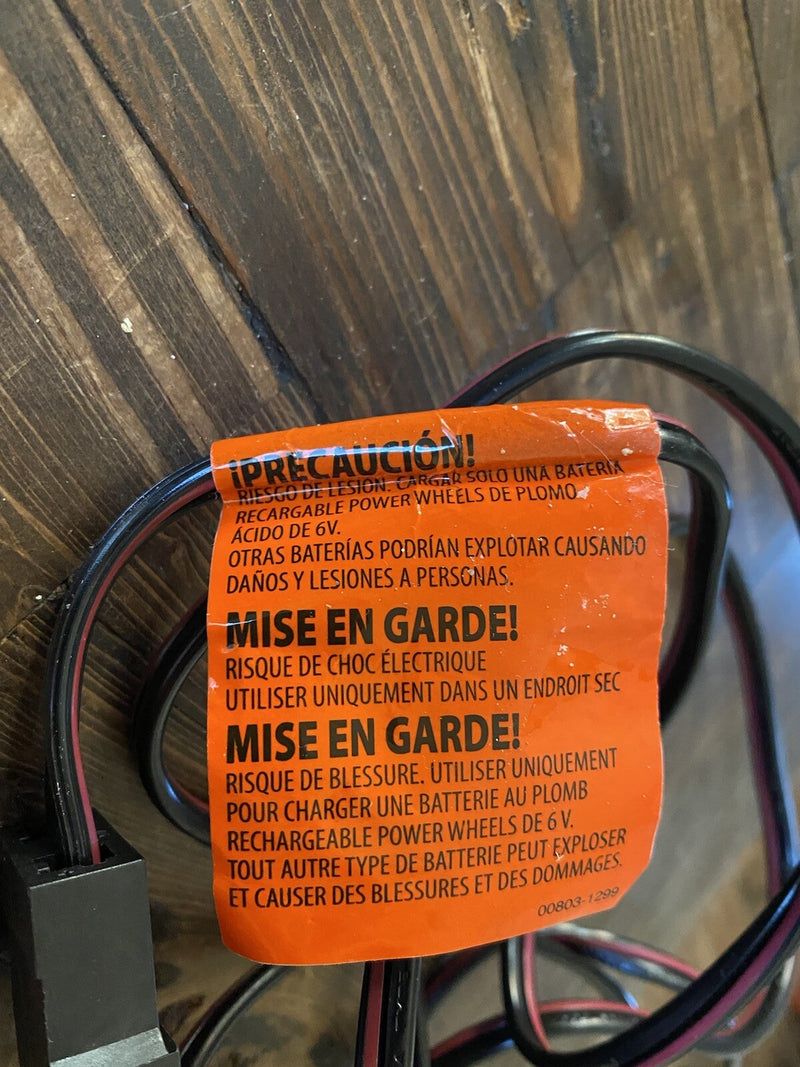 ¡PRECAUCIÓN!
RIESGO DE LESION. CARGAR SOLO UNA BATERIA
RECARGABLE POWER WHEELS DE PLOMO
ÁCIDO DE 6V.
OTRAS BATERÍAS PODRÍAN EXPLOTAR CAUSANDO
DAÑOS Y LESIONES A PERSONAS.
MISE EN GARDE!
RISQUE DE CHOC ÉLECTRIQUE
UTILISER UNIQUEMENT DANS UN ENDROIT SEC
MISE EN GARDE!
RISQUE DE BLESSURE. UTILISER UNIQUEMENT
POUR CHARGER UNE BATTERIE AU PLOMB
RECHARGEABLE POWER WHEELS DE 6 V.
TOUT AUTRE TYPE DE BATTERIE PEUT EXPLOSER
ET CAUSER DES BLESSURES ET DES DOMMAGES.
00803-1299